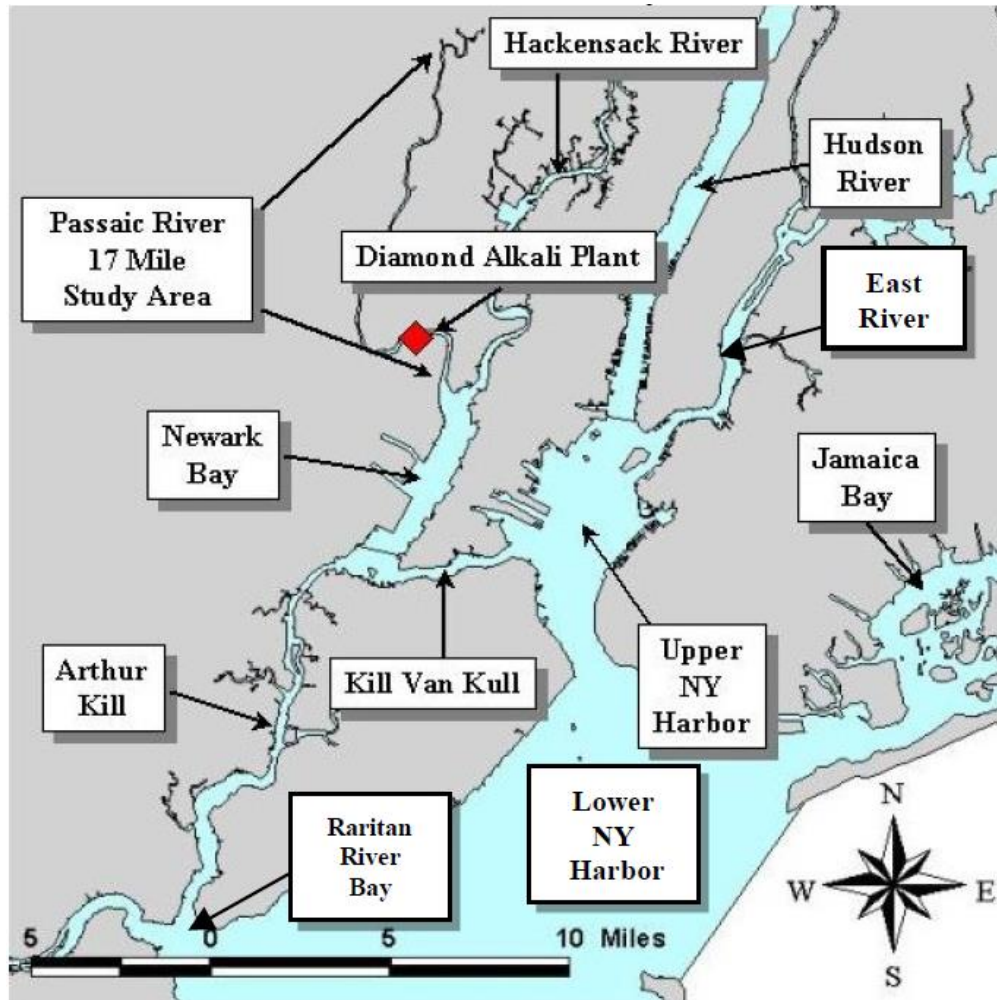 Hackensack River
Hudson
River
Passaic River
17 Mile
Study Area
Diamond Alkali Plant
East
River
Newark
Bay
Jamaica
Bay
Upper
NY
Harbor
Arthur
Kill
Kill Van Kull
Lower
NY
Harbor
Raritan
River
Bay
N
W E
S
5 0 5 10 Miles